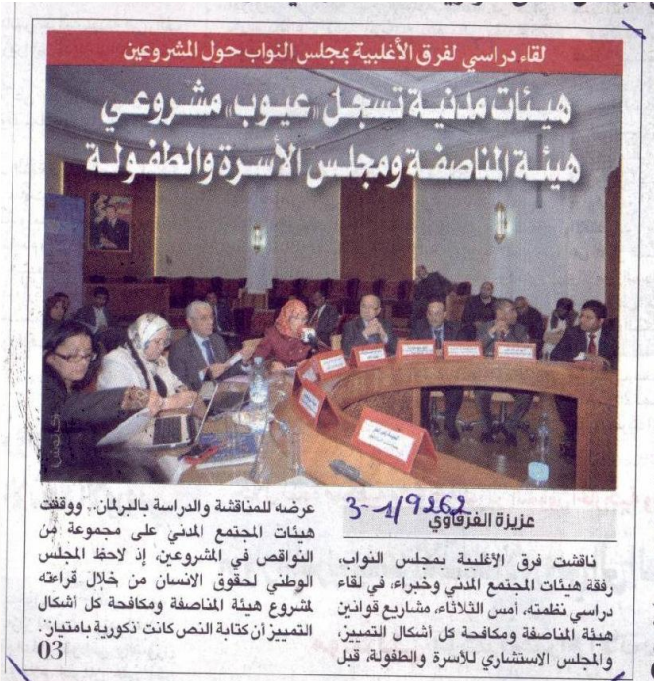 لقاء دراسي لفرق الأغلبية بمجلس النواب حول المشروعين
هيئات مدنية تسجل «عيوب» مشروعي
هيئة المناصفة ومجلس الأسرة والطفولة
3-1/9262
عزيزة الغرفاوي
ناقشت فرق الأغلبية بمجلس النواب،
رفقة هيئات المجتمع المدني وخبراء، في لقاء
دراسي نظمته، أمس الثلاثاء، مشاريع قوانين
هيئة المناصفة ومكافحة كل أشكال التمييز،
والمجلس الاستشاري للأسرة والطفولة، قبل
عرضه للمناقشة والدراسة بالبرلمان. ووقفت
هيئات المجتمع المدني على مجموعة من
النواقص في المشروعين، إذ لاحظ المجلس
الوطني لحقوق الانسان من خلال قراءته
لمشروع هيئة المناصفة ومكافحة كل أشكال
التمييز أن كتابة النص كانت "ذكورية بامتياز".
03